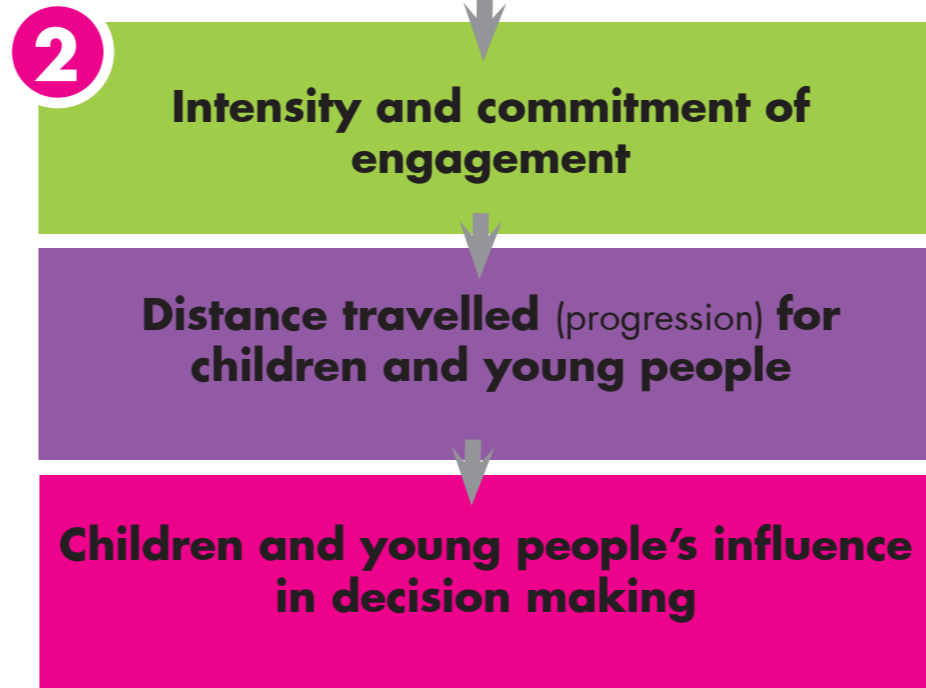 2
Intensity and commitment of
engagement
Distance travelled (progression) for
children and young people
Children and young people’s influence
in decision making